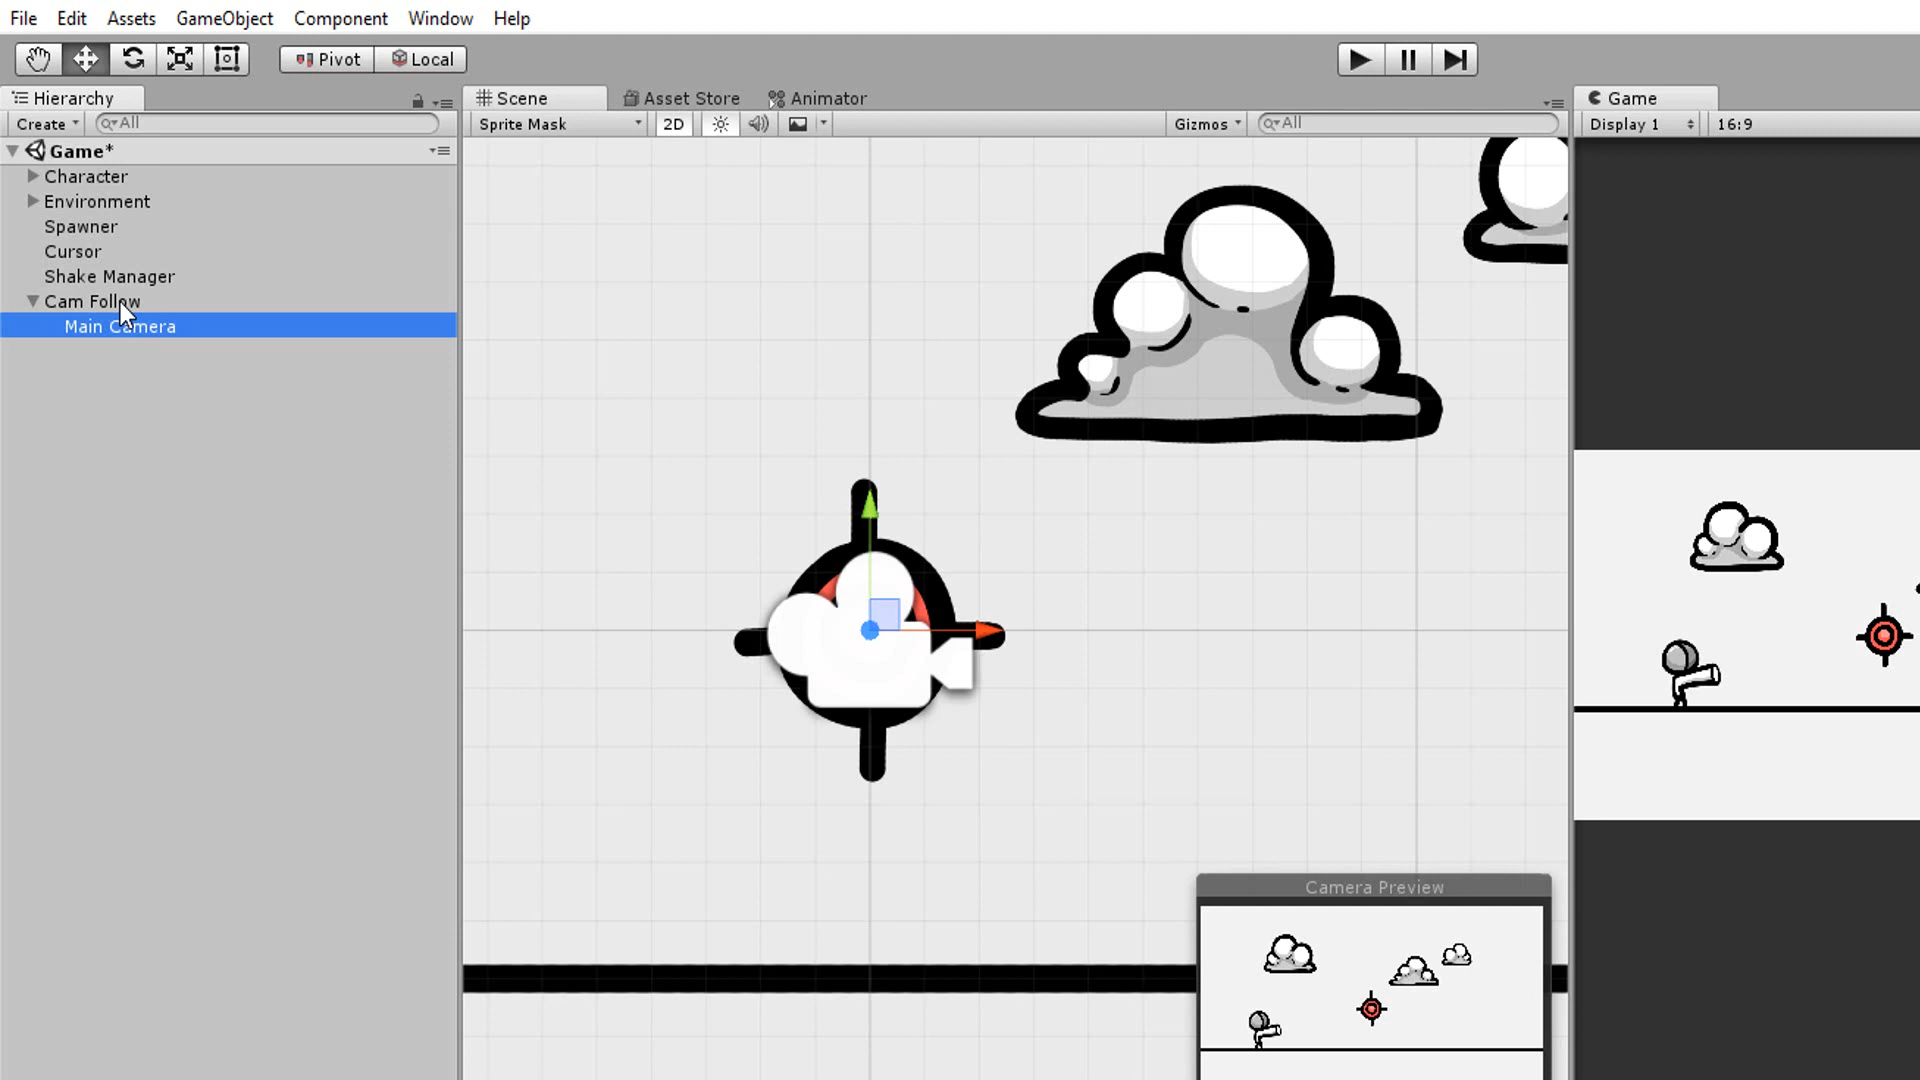 File Edit Assets GameObject Component Window Help
Pivot Local
Hierarchy Scene Asset Store Animator Game
Create All Sprite Mask 2D Gizmos All Display 1 16:9
Game*
Character
Environment
Spawner
Cursor
Shake Manager
Cam Follow
Main Camera
Camera Preview